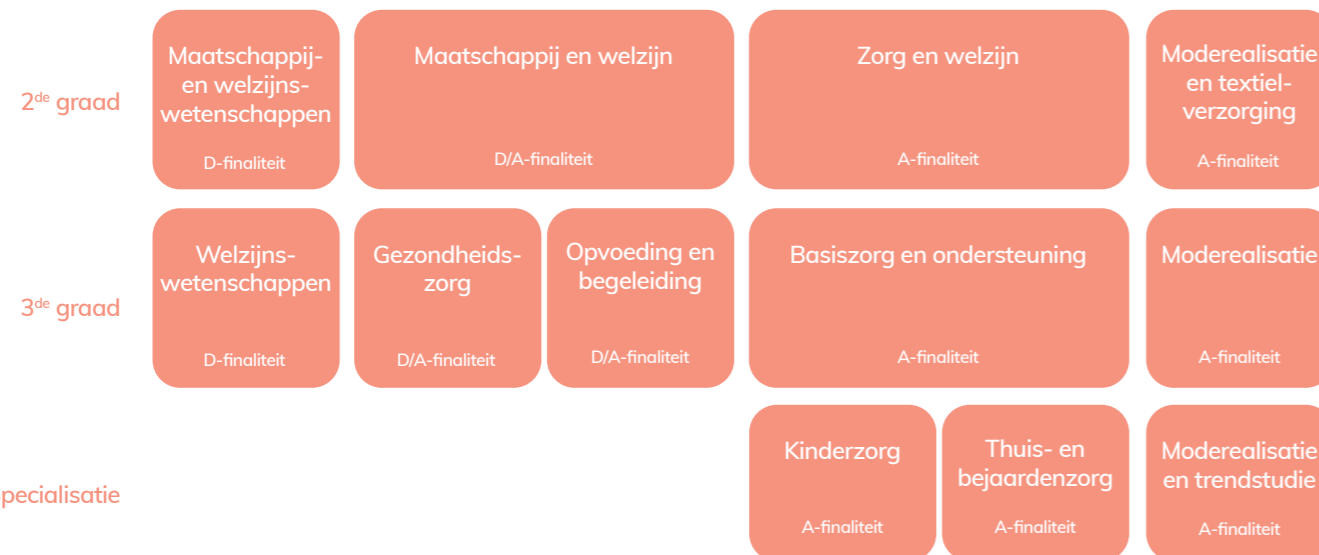 2de graad
Maatschappij-
en welzijns-
wetenschappen
D-finaliteit
Maatschappij en welzijn
D/A-finaliteit
Zorg en welzijn
A-finaliteit
Moderealisatie
en textiel-
verzorging
A-finaliteit
3de graad
Welzijns-
wetenschappen
D-finaliteit
Gezondheids-
zorg
D/A-finaliteit
Opvoeding en
begeleiding
D/A-finaliteit
Basiszorg en ondersteuning
A-finaliteit
Moderealisatie
A-finaliteit
pecialisatie
Kinderzorg
A-finaliteit
Thuis- en
bejaardenzorg
A-finaliteit
Moderealisatie
en trendstudie
A-finaliteit